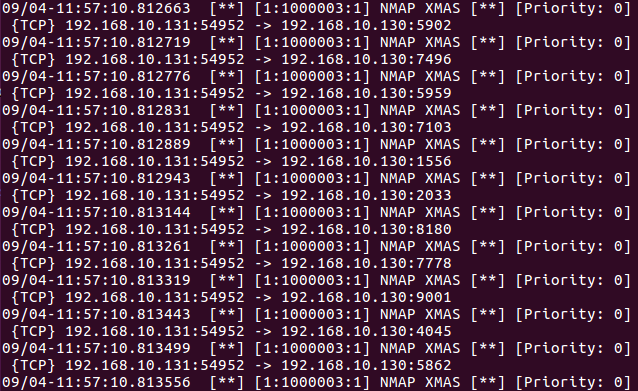 09/04-11:57:10.812663  [**] [1:1000003:1] NMAP XMAS [**] [Priority: 0]
{TCP} 192.168.10.131:54952 -> 192.168.10.130:5902
09/04-11:57:10.812719  [**] [1:1000003:1] NMAP XMAS [**] [Priority: 0]
{TCP} 192.168.10.131:54952 -> 192.168.10.130:7496
09/04-11:57:10.812776  [**] [1:1000003:1] NMAP XMAS [**] [Priority: 0]
{TCP} 192.168.10.131:54952 -> 192.168.10.130:5959
09/04-11:57:10.812831  [**] [1:1000003:1] NMAP XMAS [**] [Priority: 0]
{TCP} 192.168.10.131:54952 -> 192.168.10.130:7103
09/04-11:57:10.812889  [**] [1:1000003:1] NMAP XMAS [**] [Priority: 0]
{TCP} 192.168.10.131:54952 -> 192.168.10.130:1556
09/04-11:57:10.812943  [**] [1:1000003:1] NMAP XMAS [**] [Priority: 0]
{TCP} 192.168.10.131:54952 -> 192.168.10.130:2033
09/04-11:57:10.813144  [**] [1:1000003:1] NMAP XMAS [**] [Priority: 0]
{TCP} 192.168.10.131:54952 -> 192.168.10.130:8180
09/04-11:57:10.813261  [**] [1:1000003:1] NMAP XMAS [**] [Priority: 0]
{TCP} 192.168.10.131:54952 -> 192.168.10.130:7778
09/04-11:57:10.813319  [**] [1:1000003:1] NMAP XMAS [**] [Priority: 0]
{TCP} 192.168.10.131:54952 -> 192.168.10.130:9001
09/04-11:57:10.813443  [**] [1:1000003:1] NMAP XMAS [**] [Priority: 0]
{TCP} 192.168.10.131:54952 -> 192.168.10.130:4045
09/04-11:57:10.813499  [**] [1:1000003:1] NMAP XMAS [**] [Priority: 0]
{TCP} 192.168.10.131:54952 -> 192.168.10.130:5862
09/04-11:57:10.813556  [**] [1:1000003:1] NMAP XMAS [**] [Priority: 0]